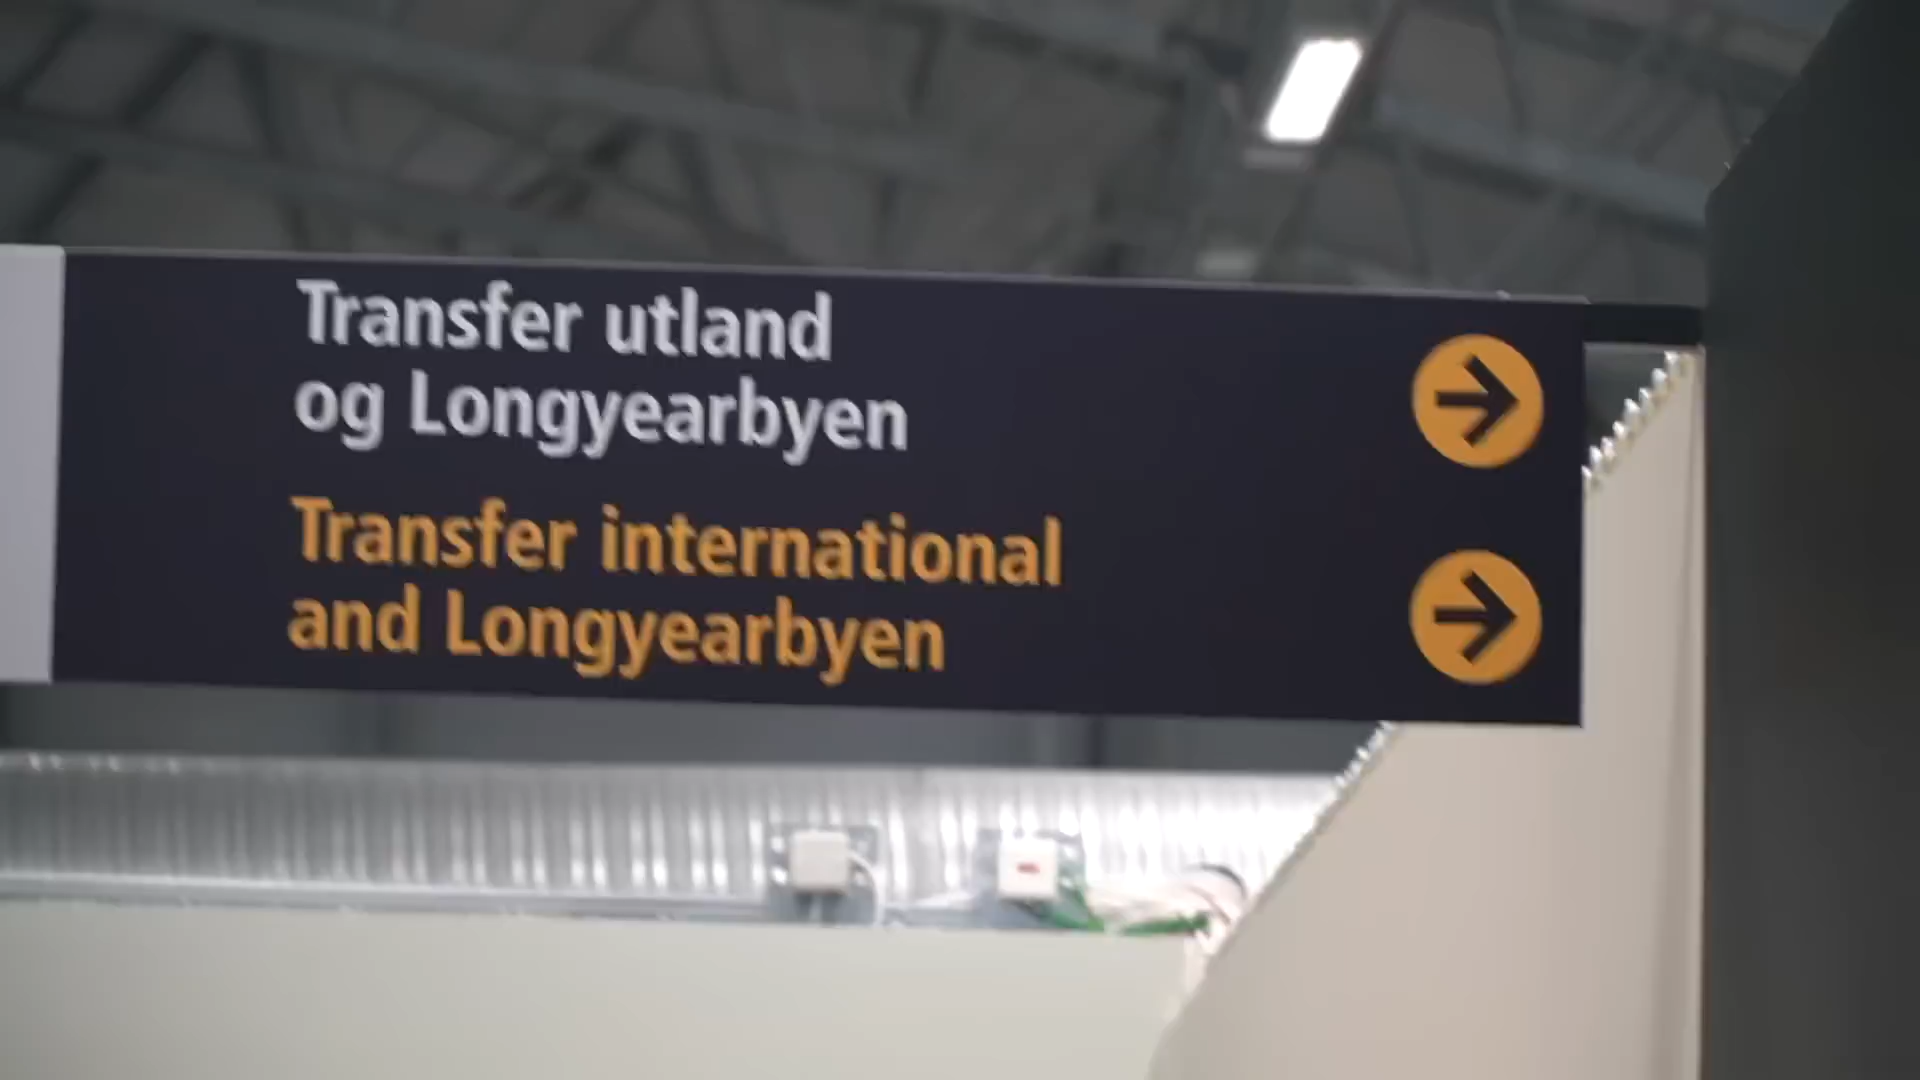 Transfer utland
og Longyearbyen
Transfer international
and Longyearbyen